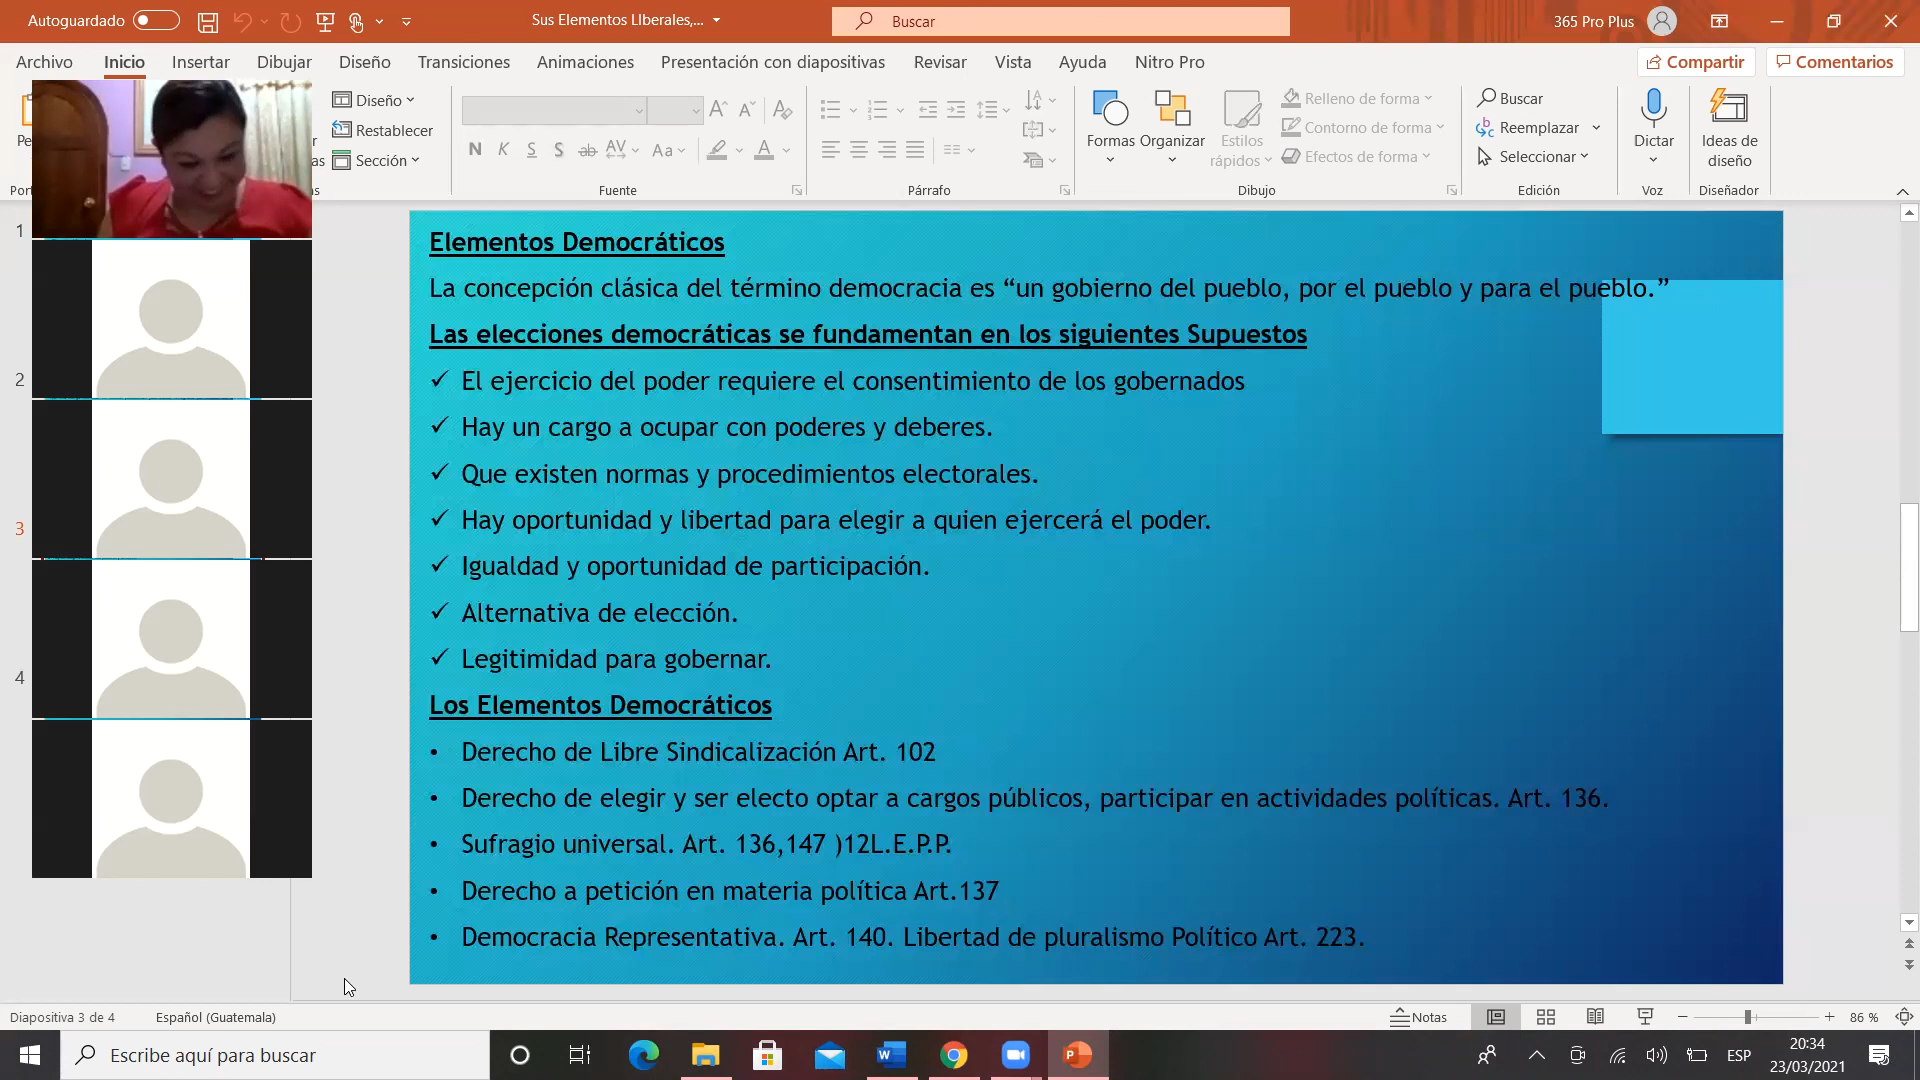 Autoguardado
Sus Elementos LIberales,...
Buscar
365 Pro Plus
Archivo Inicio Insertar Dibujar Diseño Transiciones Animaciones Presentación con diapositivas Revisar Vista Ayuda Nitro Pro
Compartir Comentarios
Diseño
Restablecer
Sección
N K S S ab AV Aa A
Fuente
Párrafo
Formas
Organizar
Estilos
rápidos
Relleno de forma
Contorno de forma
Efectos de forma
Dibujo
Buscar
Reemplazar
Seleccionar
Edición
Dictar
Voz
Ideas de
diseño
Diseñador
1
2
3
4
Elementos Democráticos
La concepción clásica del término democracia es “un gobierno del pueblo, por el pueblo y para el pueblo.”
Las elecciones democráticas se fundamentan en los siguientes Supuestos
✓ El ejercicio del poder requiere el consentimiento de los gobernados
✓ Hay un cargo a ocupar con poderes y deberes.
✓ Que existen normas y procedimientos electorales.
✓ Hay oportunidad y libertad para elegir a quien ejercerá el poder.
✓ Igualdad y oportunidad de participación.
✓ Alternativa de elección.
✓ Legitimidad para gobernar.
Los Elementos Democráticos
• Derecho de Libre Sindicalización Art. 102
• Derecho de elegir y ser electo optar a cargos públicos, participar en actividades políticas. Art. 136.
• Sufragio universal. Art. 136,147 )12L.E.P.P.
• Derecho a petición en materia política Art.137
• Democracia Representativa. Art. 140. Libertad de pluralismo Político Art. 223.
Diapositiva 3 de 4
Español (Guatemala)
Notas
86 %
Escribe aquí para buscar
ESP
20:34
23/03/2021